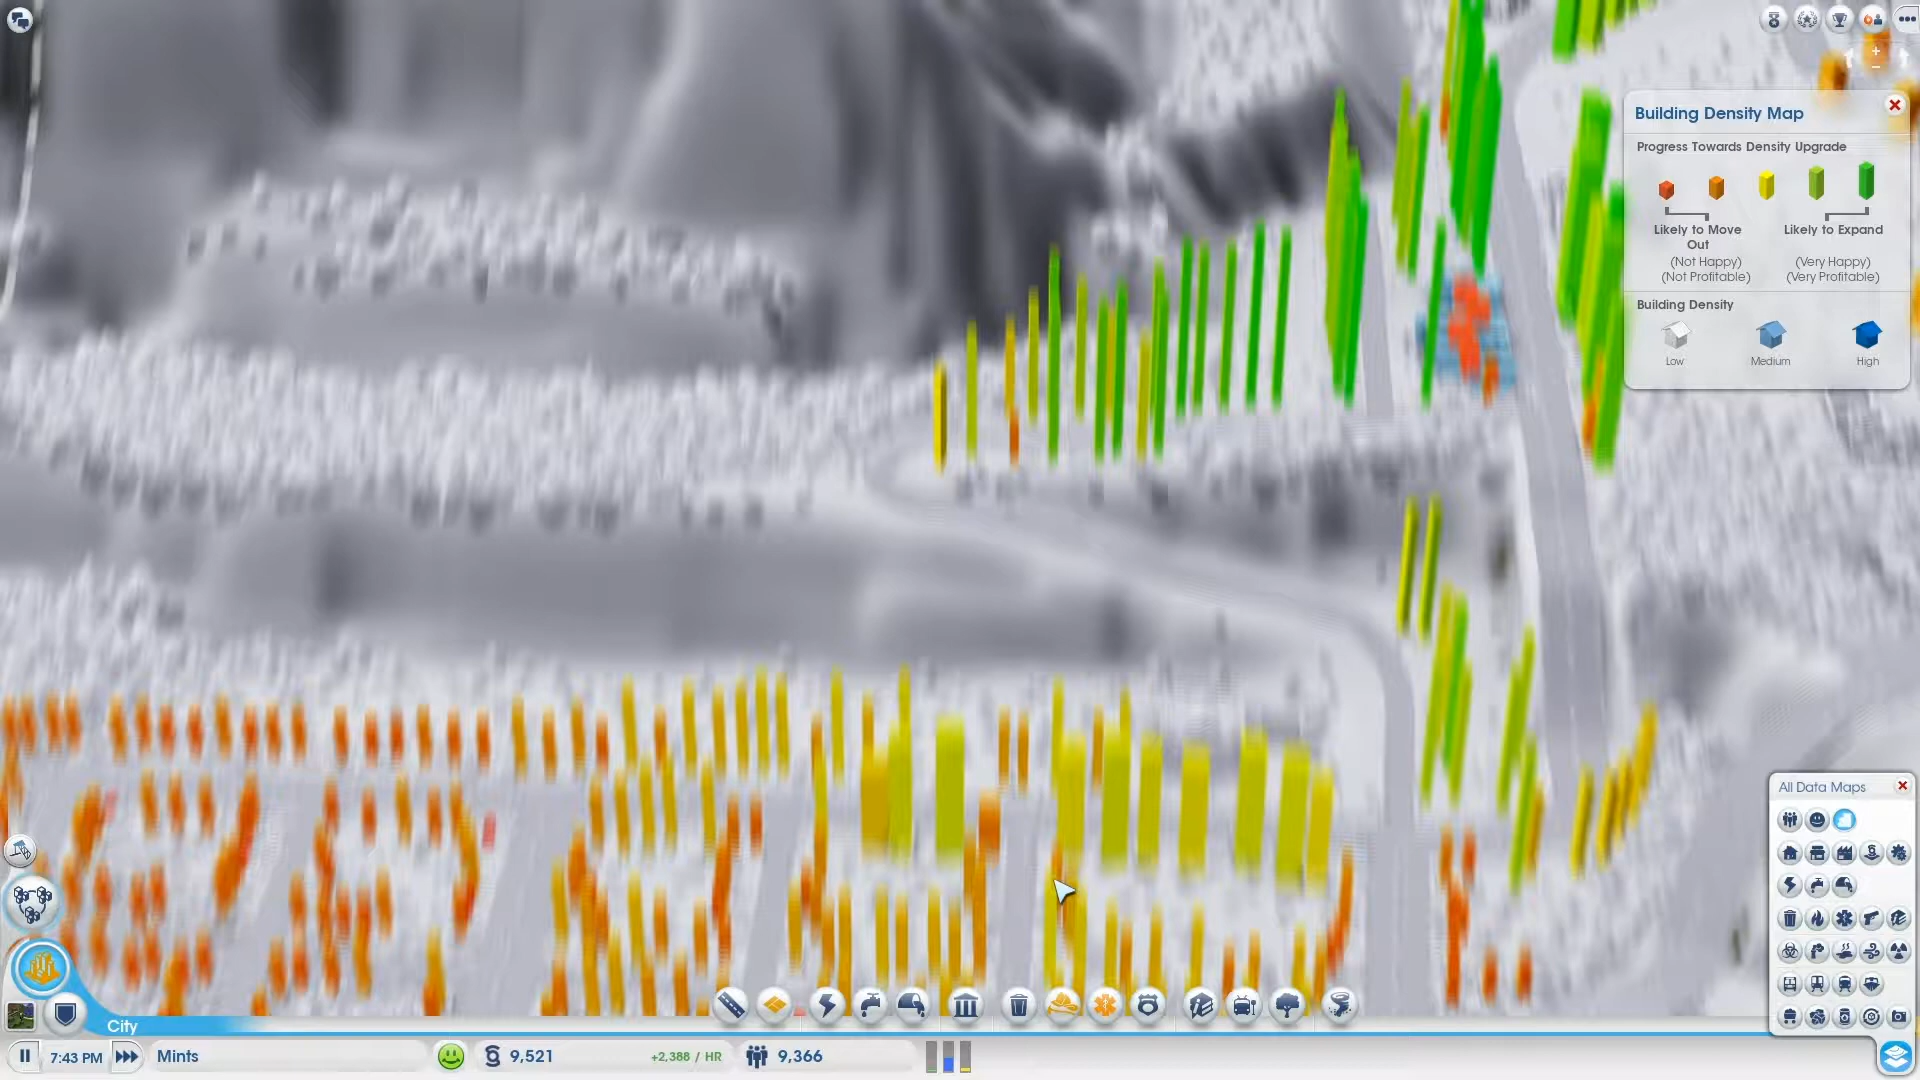 Building Density Map
Progress Towards Density Upgrade
Likely to Move Out
(Not Happy)
(Not Profitable)
Likely to Expand
(Very Happy)
(Very Profitable)
Building Density
Low
Medium
High
All Data Maps
City
7:43 PM
Mints
9,521
+2,388 / HR
9,366